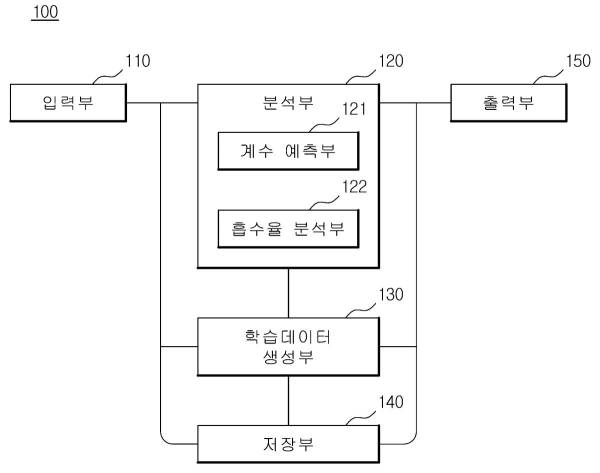 100
110
입력부
120
분석부
150
출력부
121
계수 예측부
122
흡수율 분석부
130
학습데이터
생성부
140
저장부